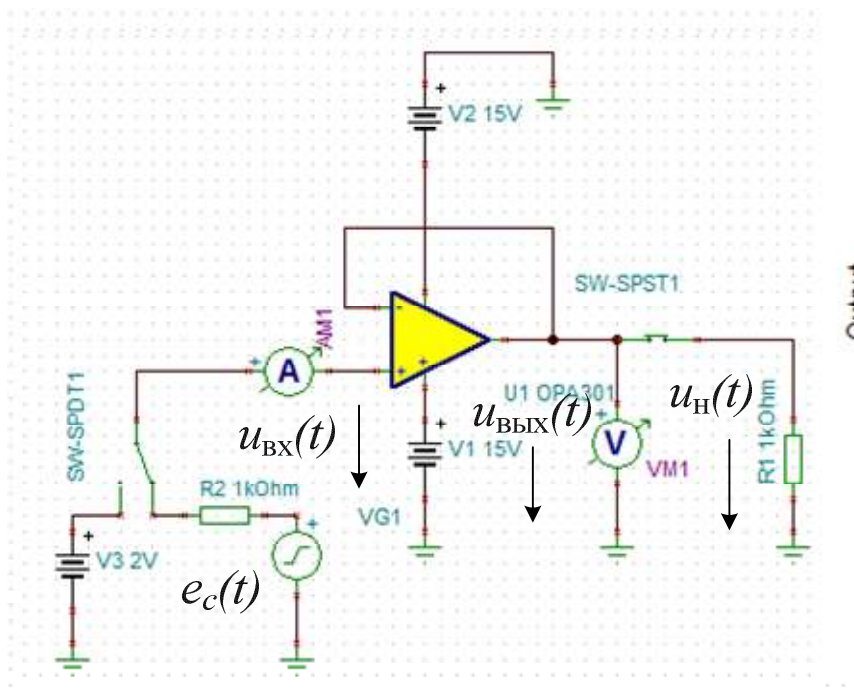 V2 15V
SW-SPST1
Output
AM1
A
SW-SPDT1
U1 OPA301
uвх(t)
uвых(t)
uн(t)
V
V1 15V
VM1
R1 1kOhm
R2 1kOhm
VG1
V3 2V
ec(t)